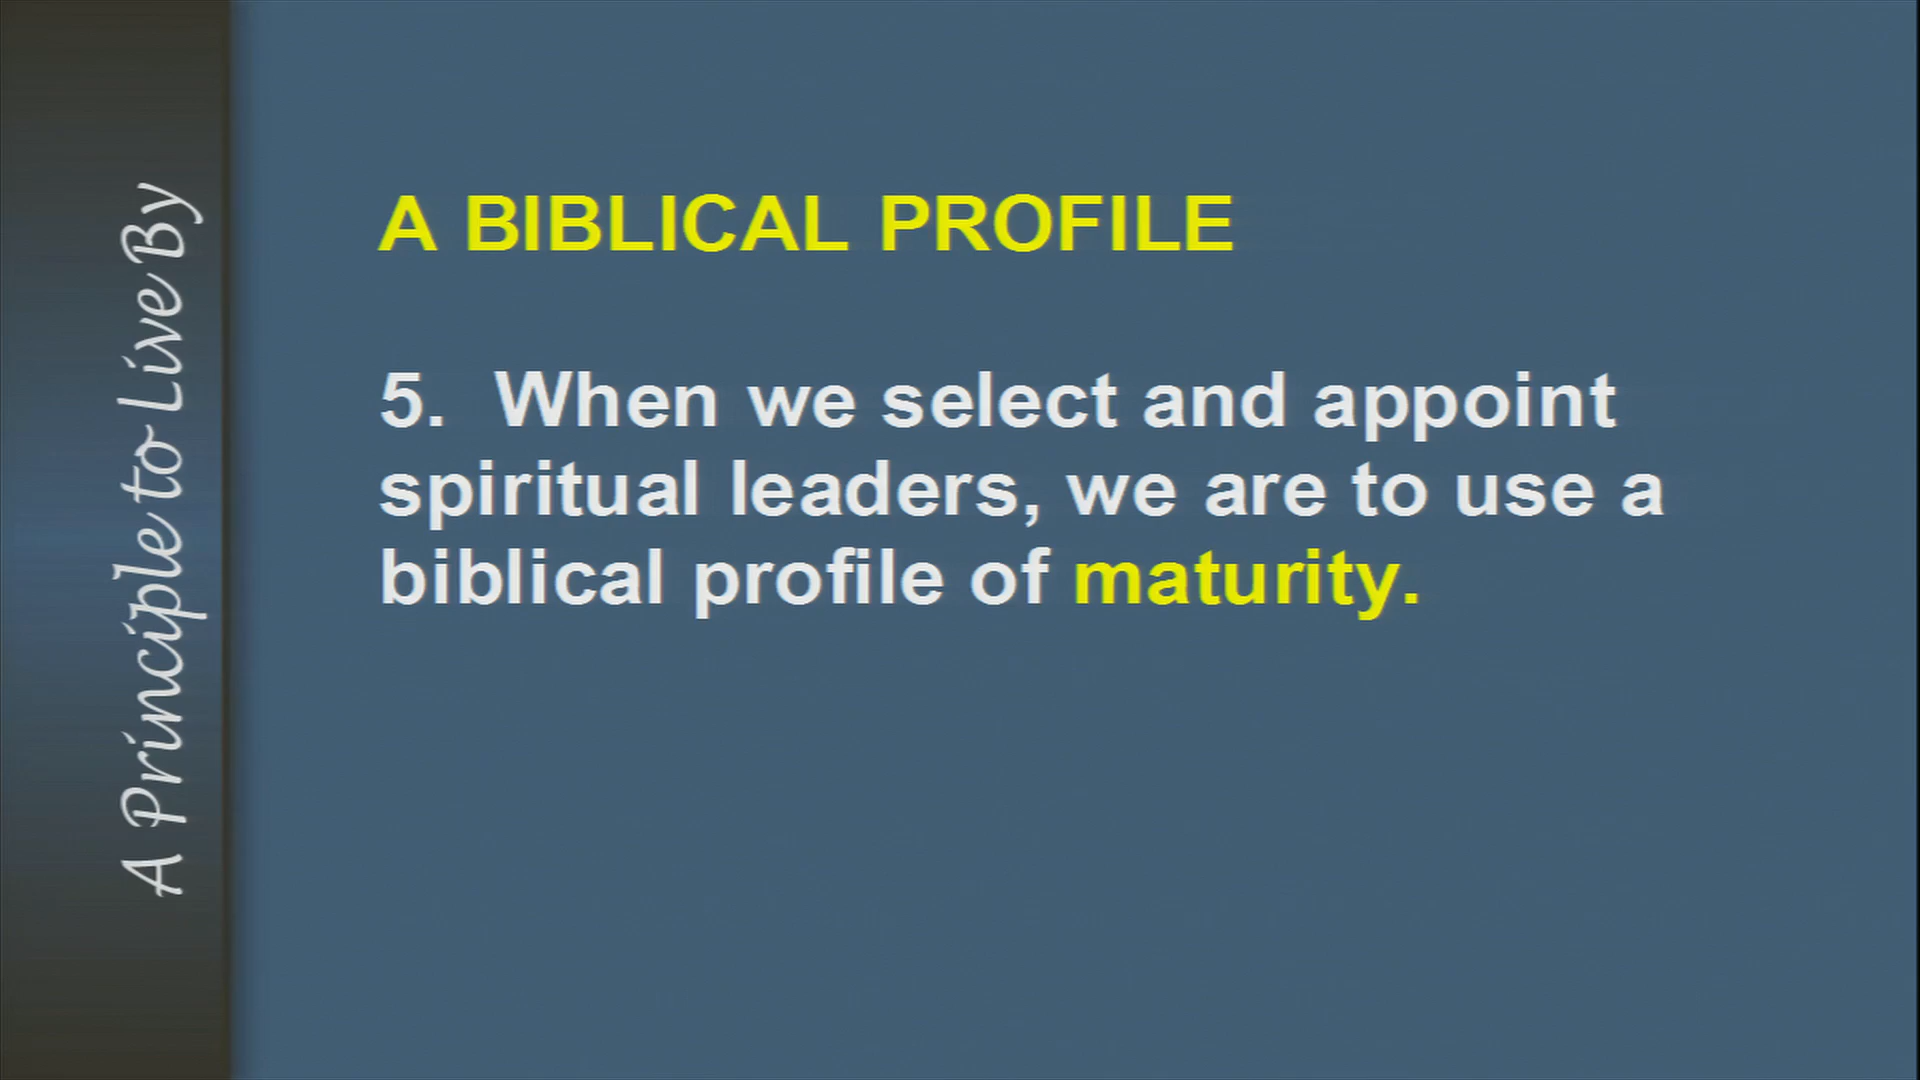 A Principle to Live By
A BIBLICAL PROFILE
5. When we select and appoint
spiritual leaders, we are to use a
biblical profile of maturity.